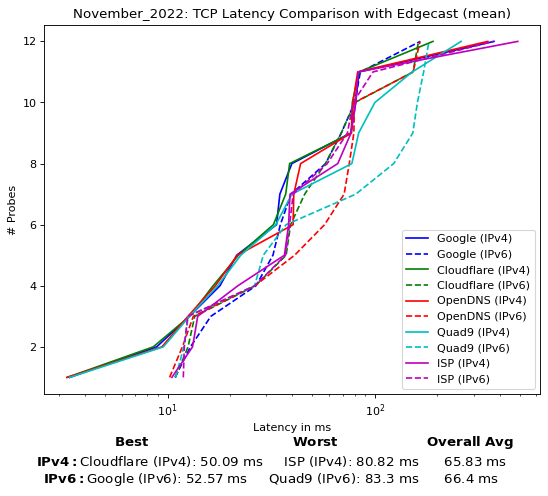 November_2022: TCP Latency Comparison with Edgecast (mean)
12
10
8
6
4
2
# Probes
Google (IPv4)
Google (IPv6)
Cloudflare (IPv4)
Cloudflare (IPv6)
OpenDNS (IPv4)
OpenDNS (IPv6)
Quad9 (IPv4)
Quad9 (IPv6)
ISP (IPv4)
ISP (IPv6)
10¹ 10²
Latency in ms
Best Worst Overall Avg
IPv4: Cloudflare (IPv4): 50.09 ms ISP (IPv4): 80.82 ms 65.83 ms
IPv6: Google (IPv6): 52.57 ms Quad9 (IPv6): 83.3 ms 66.4 ms